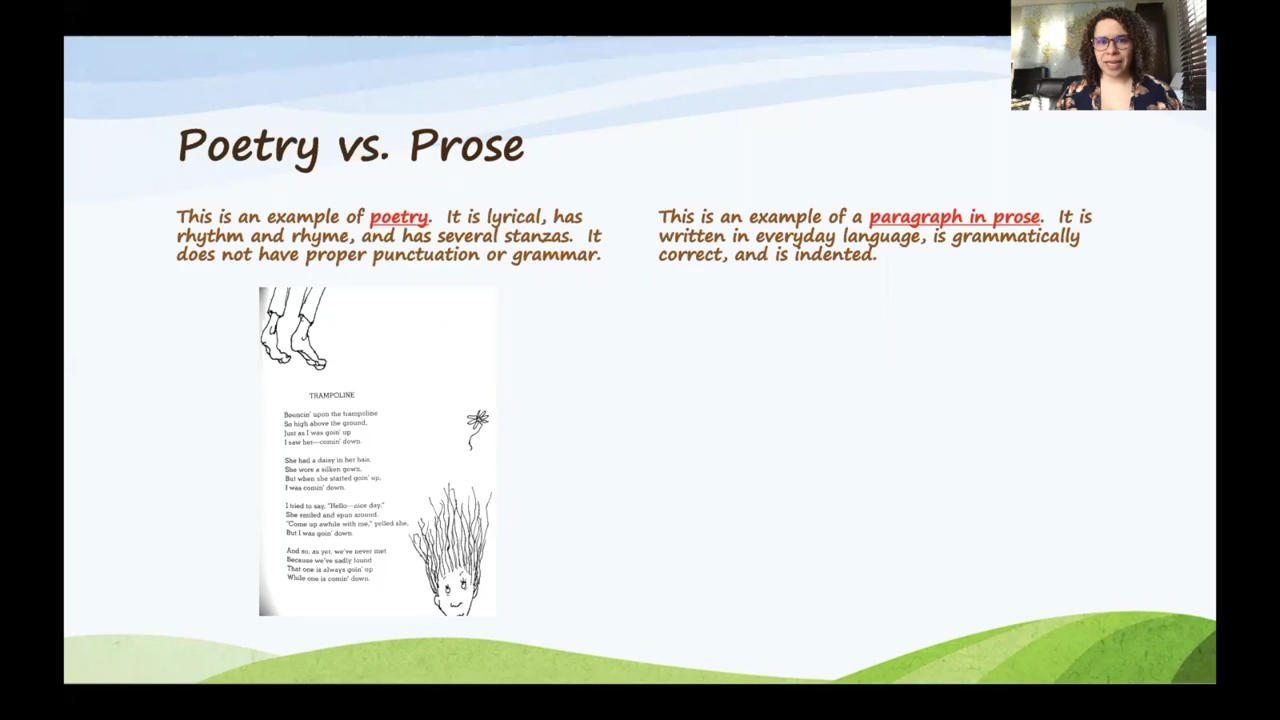 Poetry vs. Prose
This is an example of poetry. It is lyrical, has
rhythm and rhyme, and has several stanzas. It
does not have proper punctuation or grammar.
This is an example of a paragraph in prose. It is
written in everyday language, is grammatically
correct, and is indented.
TRAMPOLINE
Bouncin' upon the trampoline
So high above the ground,
Just as I was goin' up
I saw her—comin' down.
She had a daisy in her hair,
She wore a silken gown,
But when she started goin' up,
I was comin' down.
I tried to say, "Hello—nice day."
She smiled and spun around.
"Come up awhile with me," yelled she,
But I was goin' down.
And so, as yet, we've never met
Because we've sadly found
That one is always goin' up
While one is comin' down.